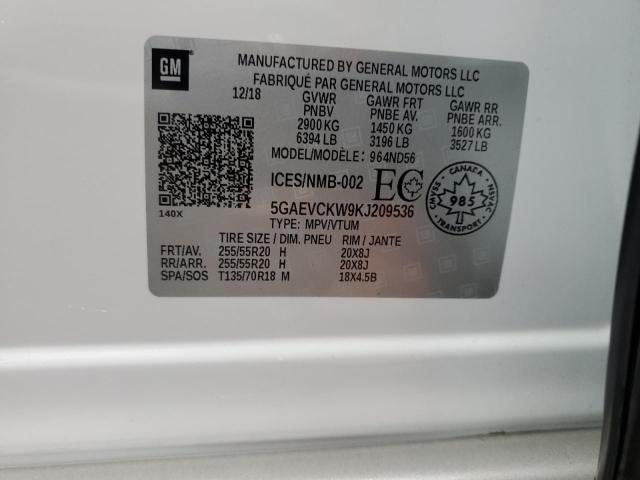 GM
MANUFACTURED BY GENERAL MOTORS LLC
FABRIQUÉ PAR GENERAL MOTORS LLC
12/18 GVWR GAWR FRT GAWR RR
PNBV PNBE AV. PNBE ARR.
2900 KG 1450 KG 1600 KG
6394 LB 3196 LB 3527 LB
MODEL/MODÈLE: 964ND56
ICES/NMB-002 EC
140X
5GAEVCKW9KJ209536
TYPE: MPV/VTUM
CANADA
985
CMVSS - NSVAC
TIRE SIZE / DIM. PNEU RIM / JANTE
FRT/AV. 255/55R20 H 20X8J
RR/ARR. 255/55R20 H 20X8J
SPA/SOS T135/70R18 M 18X4.5B